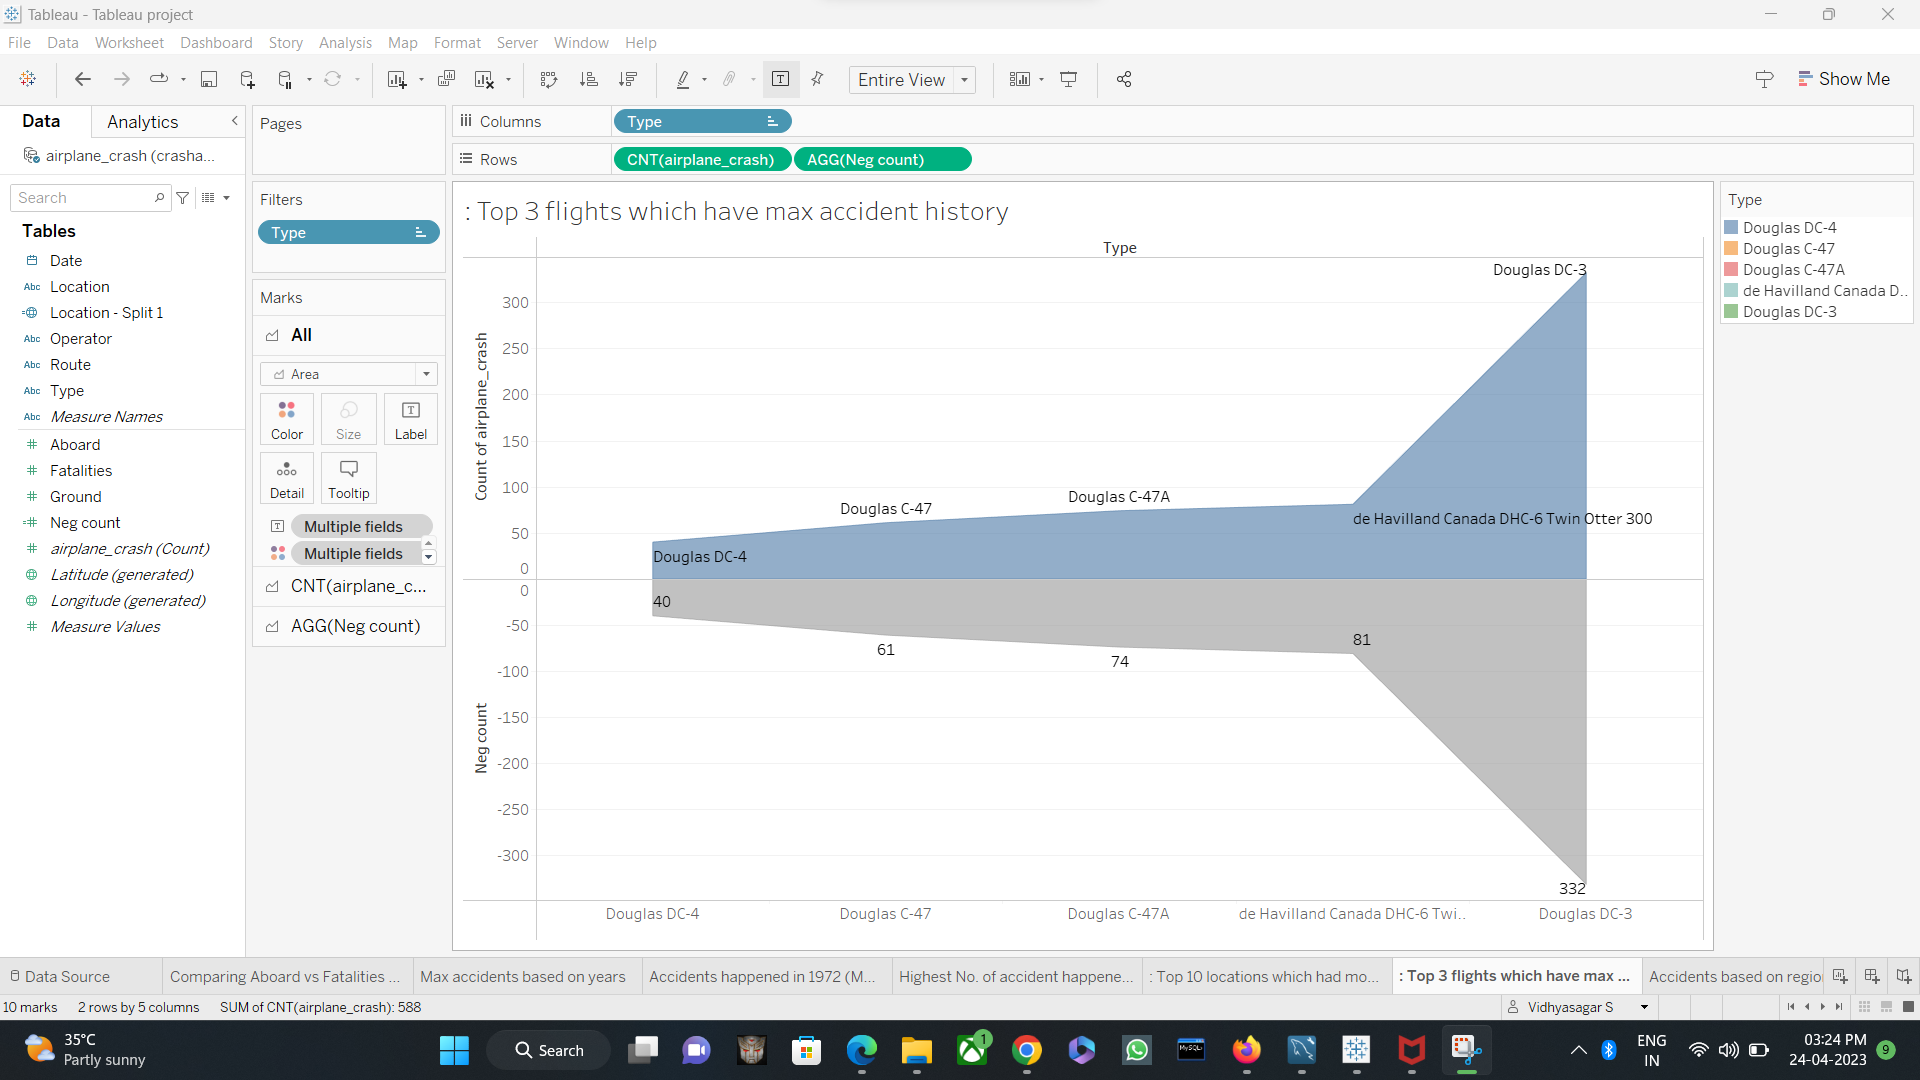 Tableau - Tableau project
File Data Worksheet Dashboard Story Analysis Map Format Server Window Help
Entire View
Show Me
Data
Analytics
airplane_crash (crasha...
Search
Tables
Date
Abc Location
Location - Split 1
Abc Operator
Abc Route
Abc Type
Abc Measure Names
# Aboard
# Fatalities
# Ground
=# Neg count
# airplane_crash (Count)
Latitude (generated)
Longitude (generated)
# Measure Values
Pages
Filters
Type
Marks
All
Area
Color
Size
Label
Detail
Tooltip
Multiple fields
Multiple fields
CNT(airplane_c...
AGG(Neg count)
Columns
Type
Rows
CNT(airplane_crash)
AGG(Neg count)
: Top 3 flights which have max accident history
Type
Count of airplane_crash
300
250
200
150
100
50
0
Douglas DC-4
Douglas C-47
Douglas C-47A
de Havilland Canada DHC-6 Twin Otter 300
Douglas DC-3
Neg count
0
-50
-100
-150
-200
-250
-300
40
61
74
81
332
Douglas DC-4
Douglas C-47
Douglas C-47A
de Havilland Canada DHC-6 Twi..
Douglas DC-3
Type
Douglas DC-4
Douglas C-47
Douglas C-47A
de Havilland Canada D..
Douglas DC-3
Data Source
Comparing Aboard vs Fatalities ...
Max accidents based on years
Accidents happened in 1972 (M...
Highest No. of accident happene...
: Top 10 locations which had mo...
: Top 3 flights which have max ...
Accidents based on regio
10 marks
2 rows by 5 columns
SUM of CNT(airplane_crash): 588
Vidhyasagar S
35°C
Partly sunny
Search
1
MySQL
ENG
IN
03:24 PM
24-04-2023
9